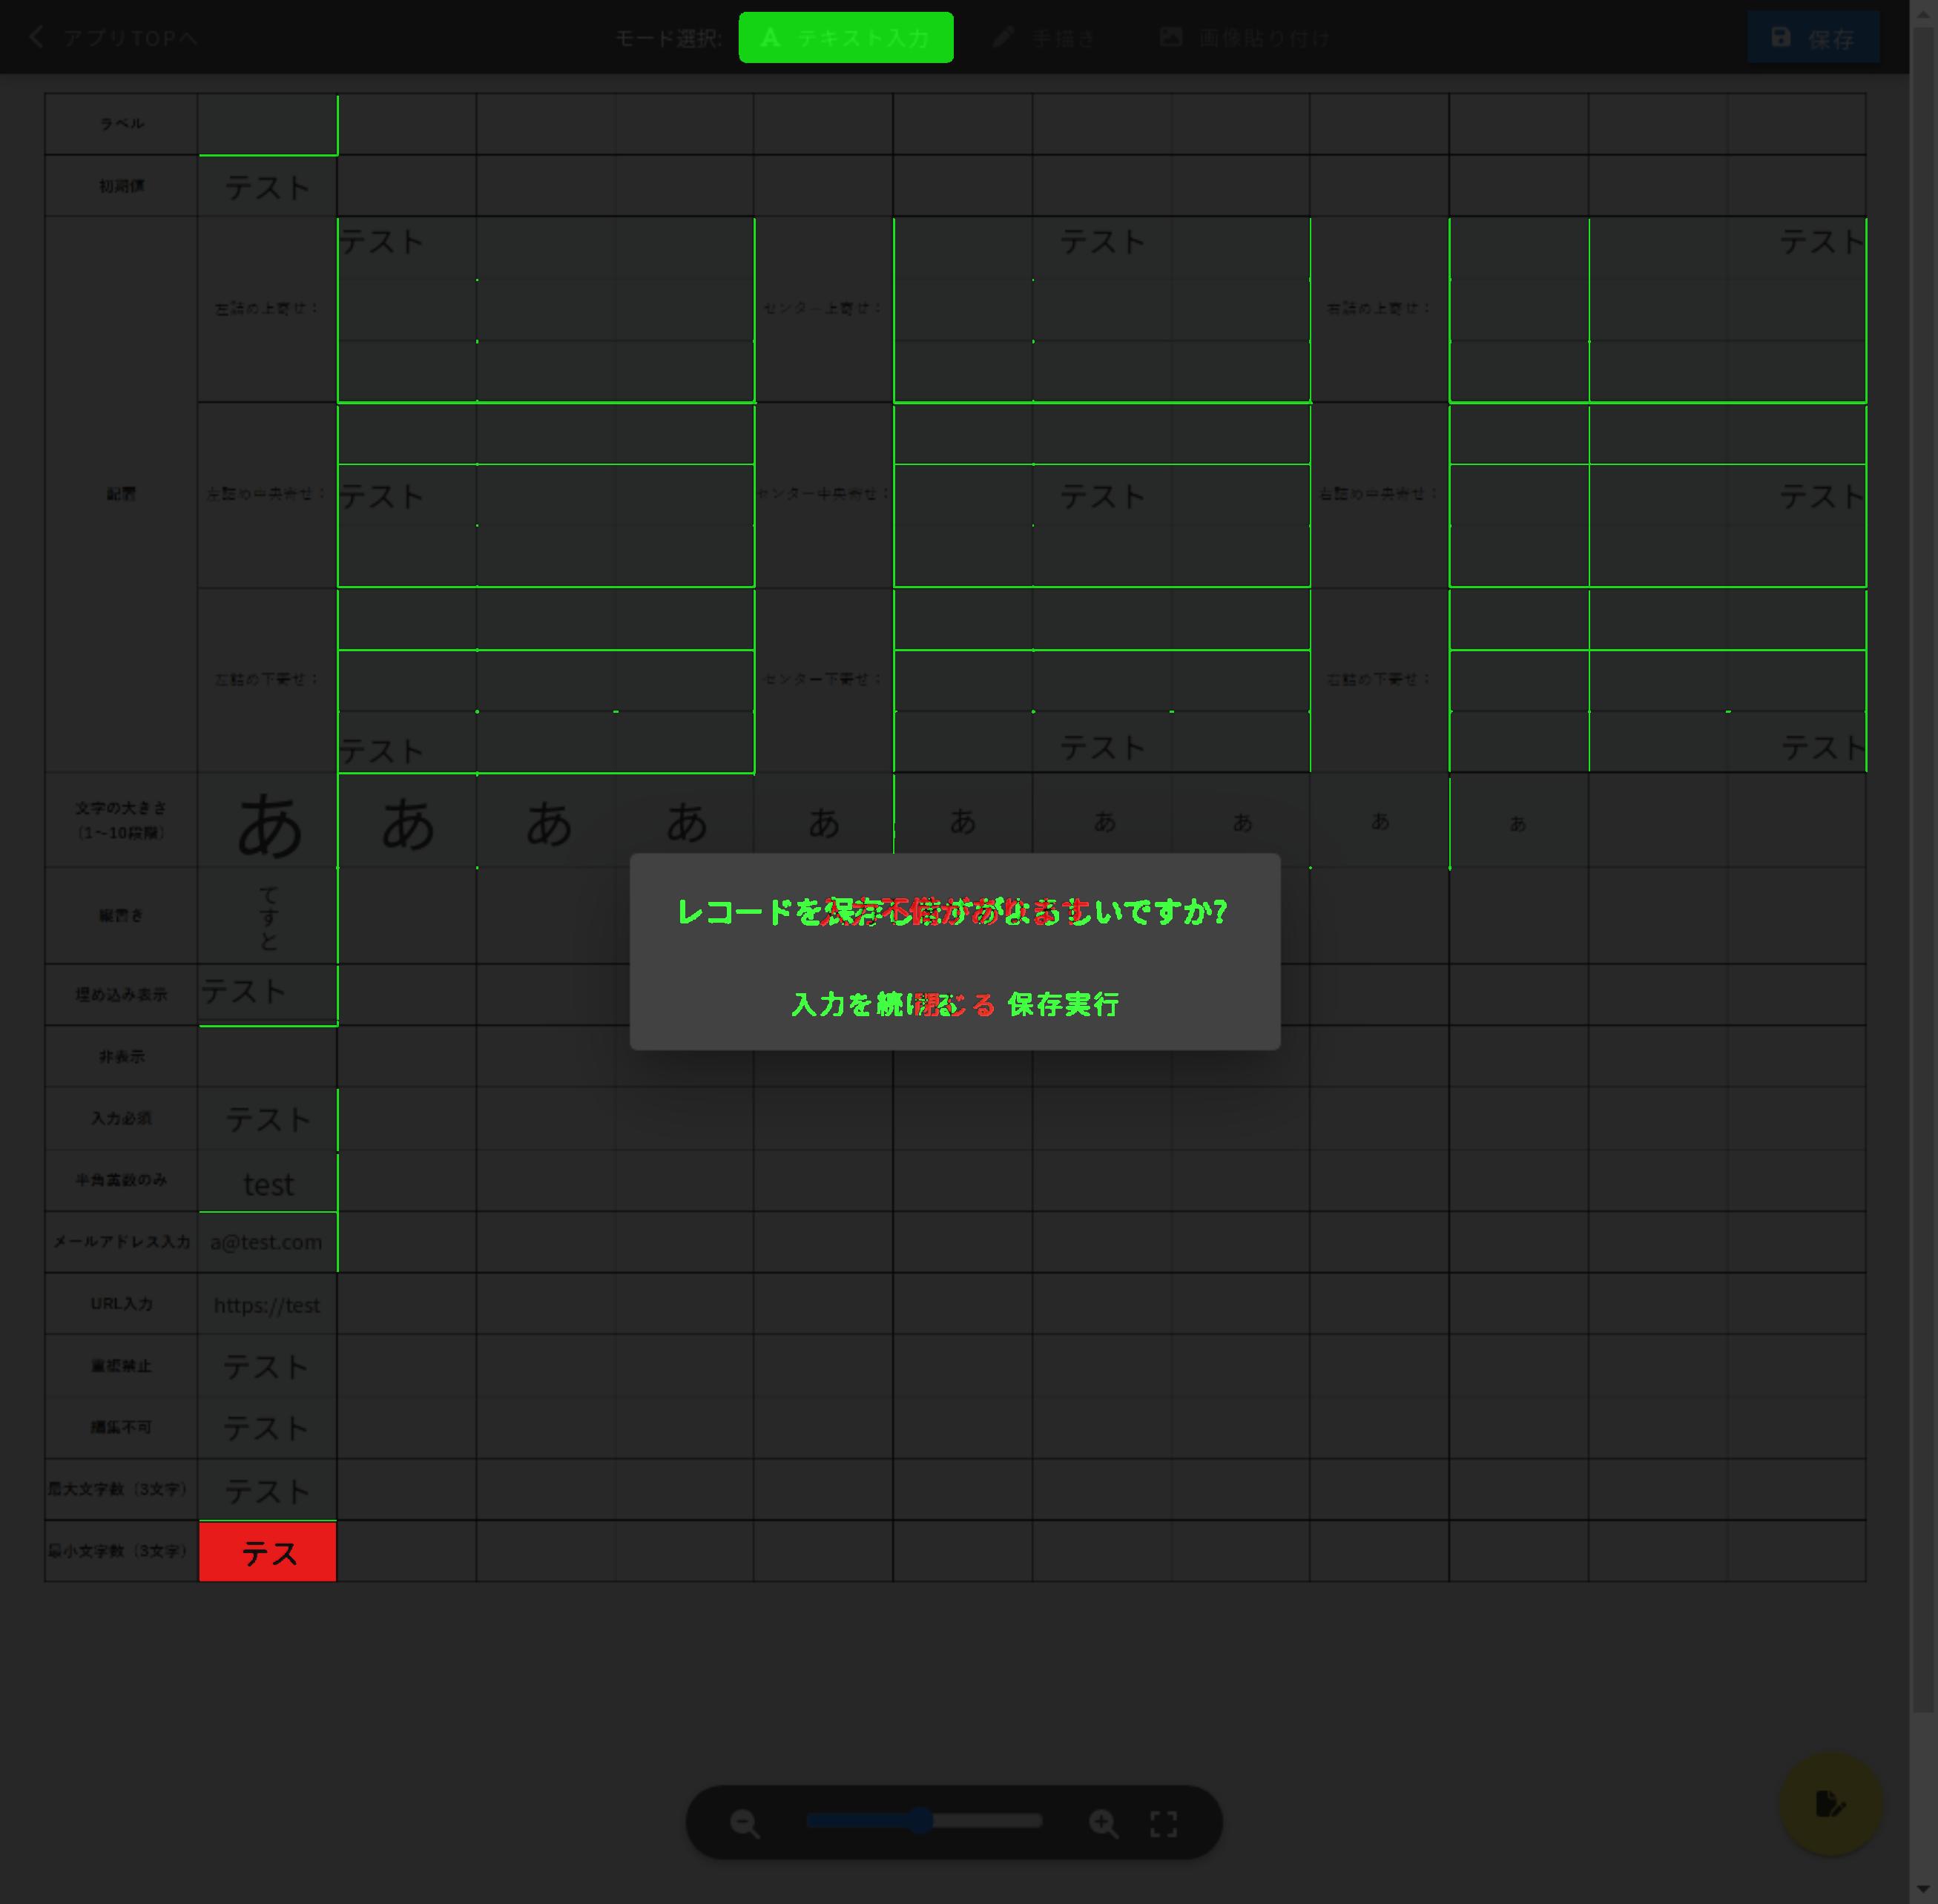 アプリTOPへ モード選択: A テキスト入力 手描き 画像貼り付け 保存
ラベル
初期値 テスト
テスト テスト テスト
左詰め上寄せ： センター上寄せ： 右詰め上寄せ：
配置 左詰め中央寄せ： テスト センター中央寄せ： テスト 右詰め中央寄せ： テスト
左詰め下寄せ： センター下寄せ： 右詰め下寄せ：
テスト テスト テスト
文字の大きさ
（1~10段階） あ あ あ あ あ あ あ あ あ あ
縦書き てすと
レコードを保存しますがよろしいですか?
入力不備があります
入力を続ける 保存実行
閉じる
埋め込み表示 テスト
非表示
入力必須 テスト
半角英数のみ test
メールアドレス入力 a@test.com
URL入力 https://test
重複禁止 テスト
編集不可 テスト
最大文字数（3文字） テスト
最小文字数（3文字） テス